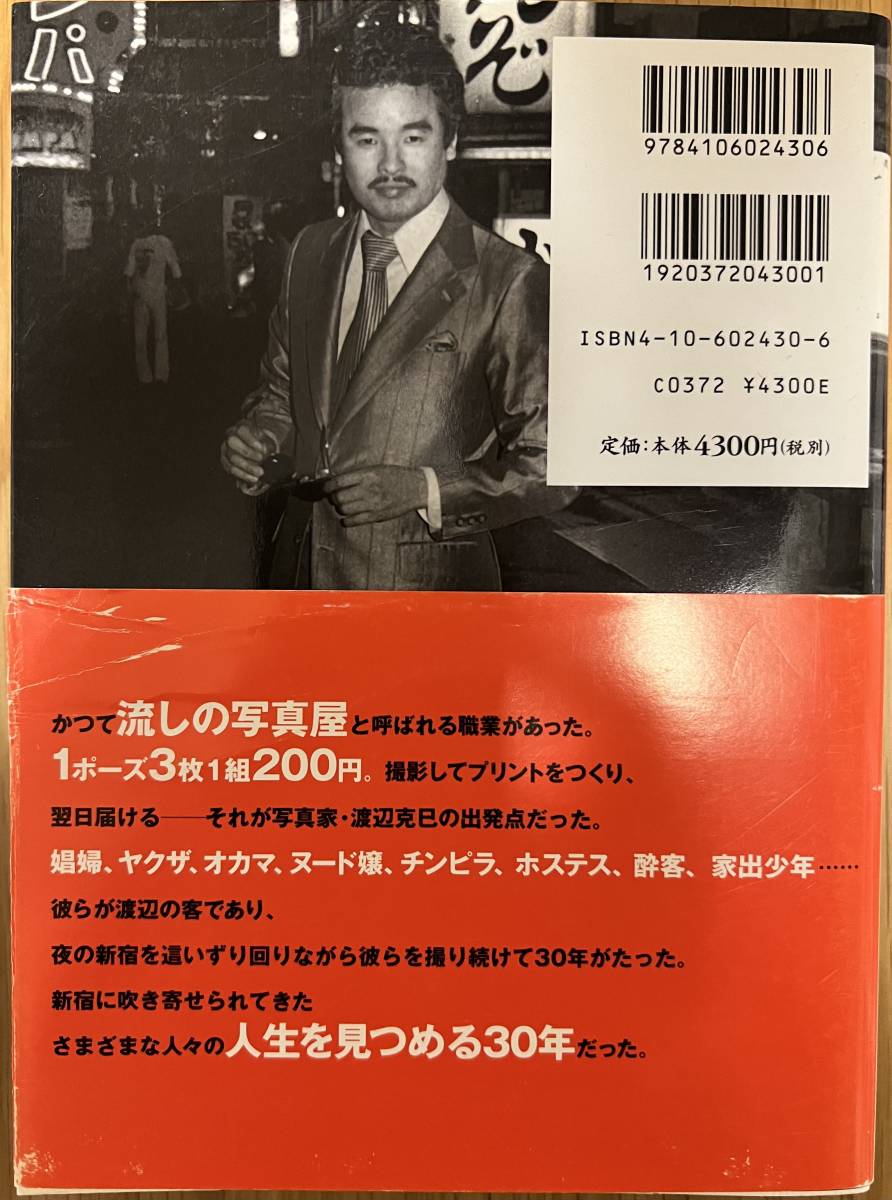 パ
ぞ
9784106024306
1920372043001
ISBN4-10-602430-6
C0372 ¥4300E
定価:本体4300円(税別)
かつて流しの写真屋と呼ばれる職業があった。
1ポーズ3枚1組200円。撮影してプリントをつくり、
翌日届ける——それが写真家・渡辺克巳の出発点だった。
娼婦、ヤクザ、オカマ、ヌード嬢、チンピラ、ホステス、酔客、家出少年……
彼らが渡辺の客であり、
夜の新宿を這いずり回りながら彼らを撮り続けて30年がたった。
新宿に吹き寄せられてきた
さまざまな人々の人生を見つめる30年だった。